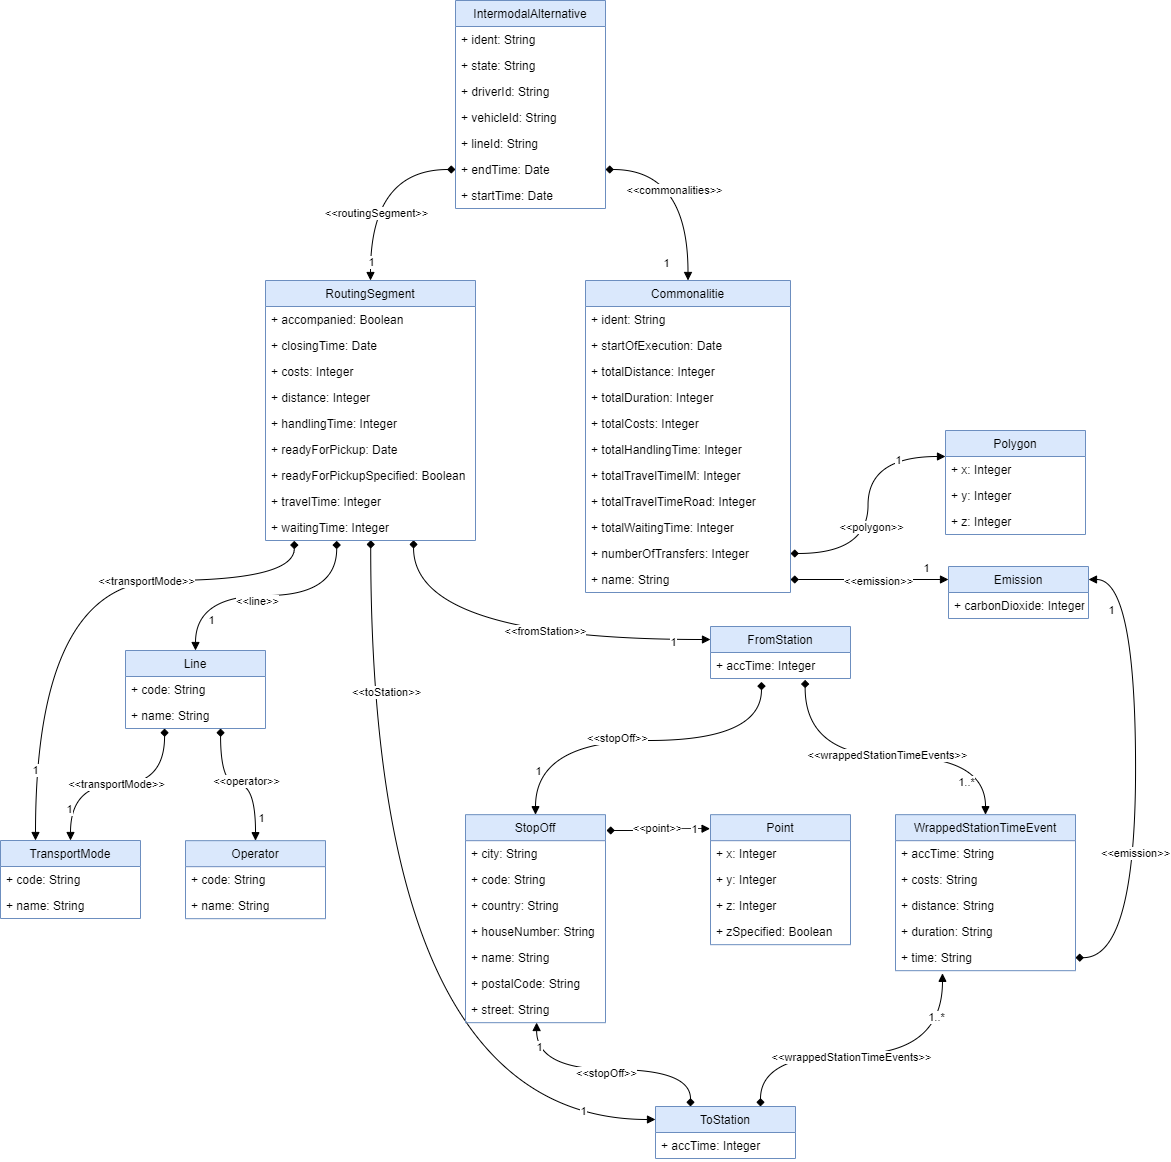 IntermodalAlternative
+ ident: String
+ state: String
+ driverId: String
+ vehicleId: String
+ lineId: String
+ endTime: Date
+ startTime: Date
<<routingSegment>>
1
<<commonalities>>
1
RoutingSegment
+ accompanied: Boolean
+ closingTime: Date
+ costs: Integer
+ distance: Integer
+ handlingTime: Integer
+ readyForPickup: Date
+ readyForPickupSpecified: Boolean
+ travelTime: Integer
+ waitingTime: Integer
Commonalitie
+ ident: String
+ startOfExecution: Date
+ totalDistance: Integer
+ totalDuration: Integer
+ totalCosts: Integer
+ totalHandlingTime: Integer
+ totalTravelTimeIM: Integer
+ totalTravelTimeRoad: Integer
+ totalWaitingTime: Integer
+ numberOfTransfers: Integer
+ name: String
<<polygon>>
1
Polygon
+ x: Integer
+ y: Integer
+ z: Integer
<<emission>>
1
Emission
+ carbonDioxide: Integer
1
<<emission>>
<<transportMode>>
1
<<line>>
1
<<toStation>>
1
<<fromStation>>
1
FromStation
+ accTime: Integer
Line
+ code: String
+ name: String
<<transportMode>>
1
<<operator>>
1
<<stopOff>>
1
<<wrappedStationTimeEvents>>
1..*
TransportMode
+ code: String
+ name: String
Operator
+ code: String
+ name: String
StopOff
+ city: String
+ code: String
+ country: String
+ houseNumber: String
+ name: String
+ postalCode: String
+ street: String
<<point>>
1
Point
+ x: Integer
+ y: Integer
+ z: Integer
+ zSpecified: Boolean
WrappedStationTimeEvent
+ accTime: String
+ costs: String
+ distance: String
+ duration: String
+ time: String
1..*
<<wrappedStationTimeEvents>>
1
<<stopOff>>
ToStation
+ accTime: Integer